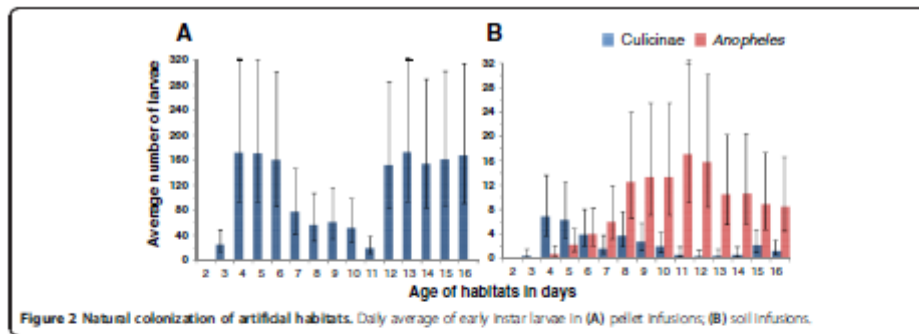 A
B
Culicinae Anopheles
Average number of larvae
320
280
240
200
160
120
80
40
0
2 3 4 5 6 7 8 9 10 11 12 13 14 15 16
32
28
24
20
16
12
8
4
0
2 3 4 5 6 7 8 9 10 11 12 13 14 15 16
Age of habitats in days
Figure 2 Natural colonization of artificial habitats. Daily average of early instar larvae in (A) pellet infusions; (B) soil infusions.